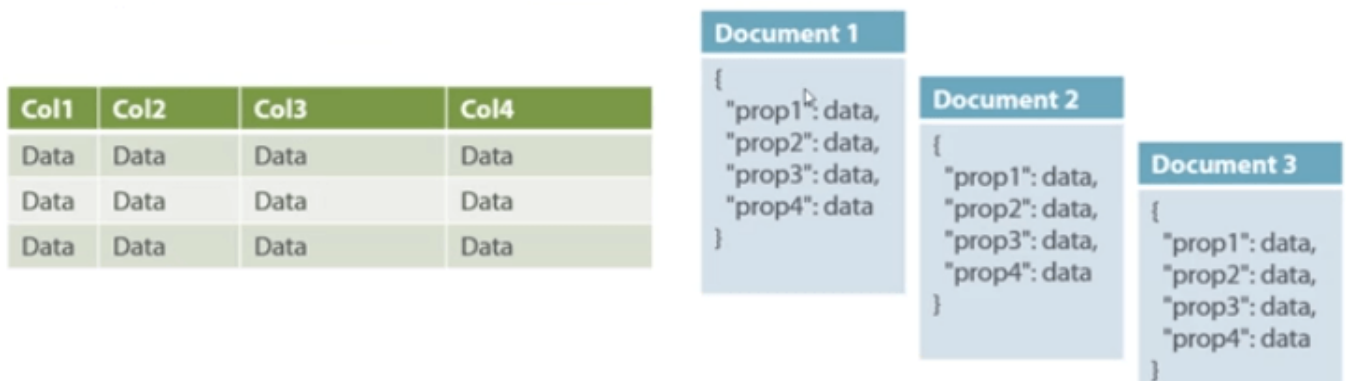 Col1 Col2 Col3 Col4
Data Data Data Data
Data Data Data Data
Data Data Data Data
Document 1
{
"prop1": data,
"prop2": data,
"prop3": data,
"prop4": data
}
Document 2
{
"prop1": data,
"prop2": data,
"prop3": data,
"prop4": data
}
Document 3
{
"prop1": data,
"prop2": data,
"prop3": data,
"prop4": data
}